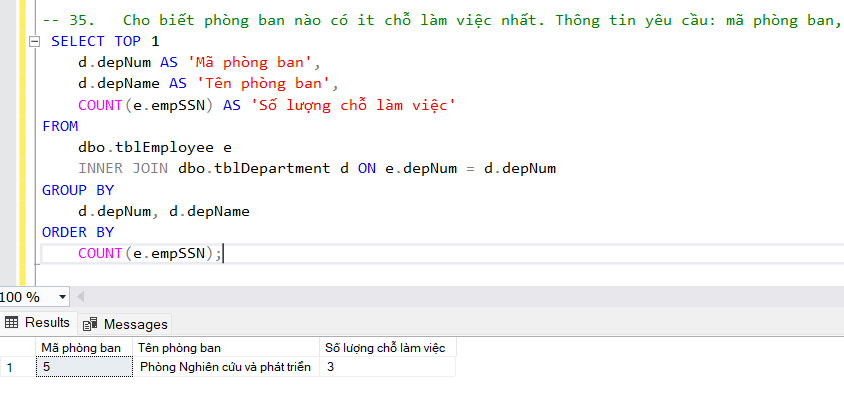 -- 35. Cho biết phòng ban nào có it chỗ làm việc nhất. Thông tin yêu cầu: mã phòng ban,
SELECT TOP 1
d.depNum AS 'Mã phòng ban',
d.depName AS 'Tên phòng ban',
COUNT(e.empSSN) AS 'Số lượng chỗ làm việc'
FROM
dbo.tblEmployee e
INNER JOIN dbo.tblDepartment d ON e.depNum = d.depNum
GROUP BY
d.depNum, d.depName
ORDER BY
COUNT(e.empSSN);
100 %
Results Messages
Mã phòng ban Tên phòng ban Số lượng chỗ làm việc
1 5 Phòng Nghiên cứu và phát triển 3